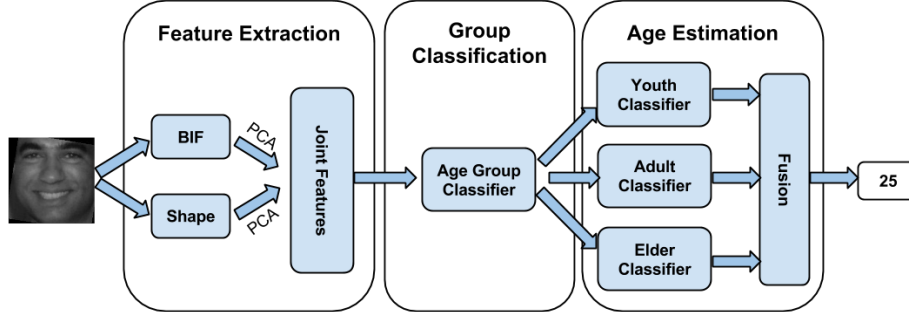 Feature Extraction
Group
Classification
Age Estimation
BIF
Shape
PCA
PCA
Joint Features
Age Group
Classifier
Youth
Classifier
Adult
Classifier
Elder
Classifier
Fusion
25